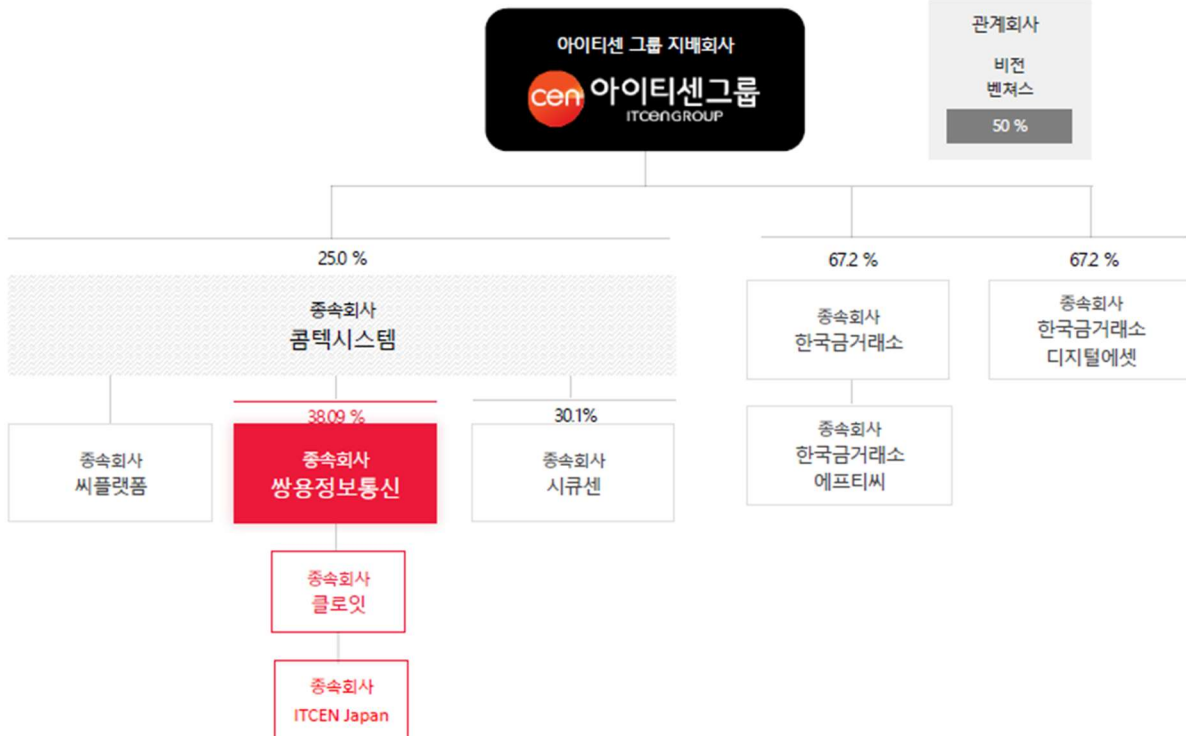 아이티센 그룹 지배회사
cen 아이티센그룹
ITCEN GROUP
관계회사
비전
벤쳐스
50 %
25.0 %
67.2 %
67.2 %
종속회사
콤텍시스템
종속회사
한국금거래소
종속회사
한국금거래소
디지털에셋
38.09 %
30.1%
종속회사
씨플랫폼
종속회사
쌍용정보통신
종속회사
시큐센
종속회사
한국금거래소
에프티씨
종속회사
클로잇
종속회사
ITCEN Japan